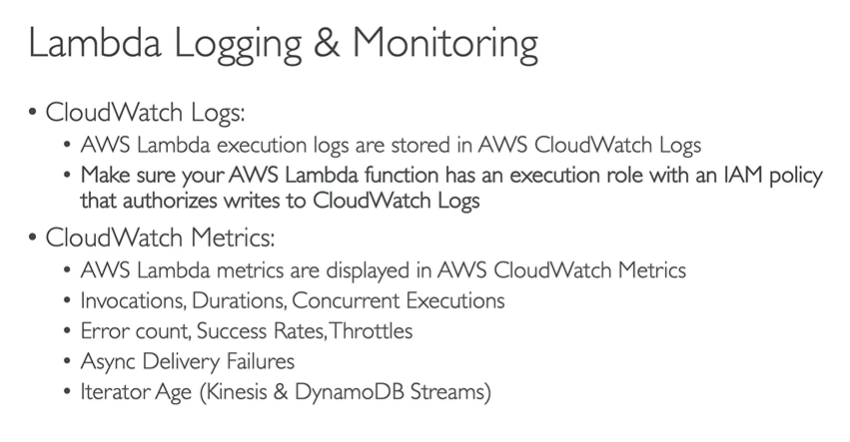 Lambda Logging & Monitoring
• CloudWatch Logs:
• AWS Lambda execution logs are stored in AWS CloudWatch Logs
• Make sure your AWS Lambda function has an execution role with an IAM policy
that authorizes writes to CloudWatch Logs
• CloudWatch Metrics:
• AWS Lambda metrics are displayed in AWS CloudWatch Metrics
• Invocations, Durations, Concurrent Executions
• Error count, Success Rates, Throttles
• Async Delivery Failures
• Iterator Age (Kinesis & DynamoDB Streams)